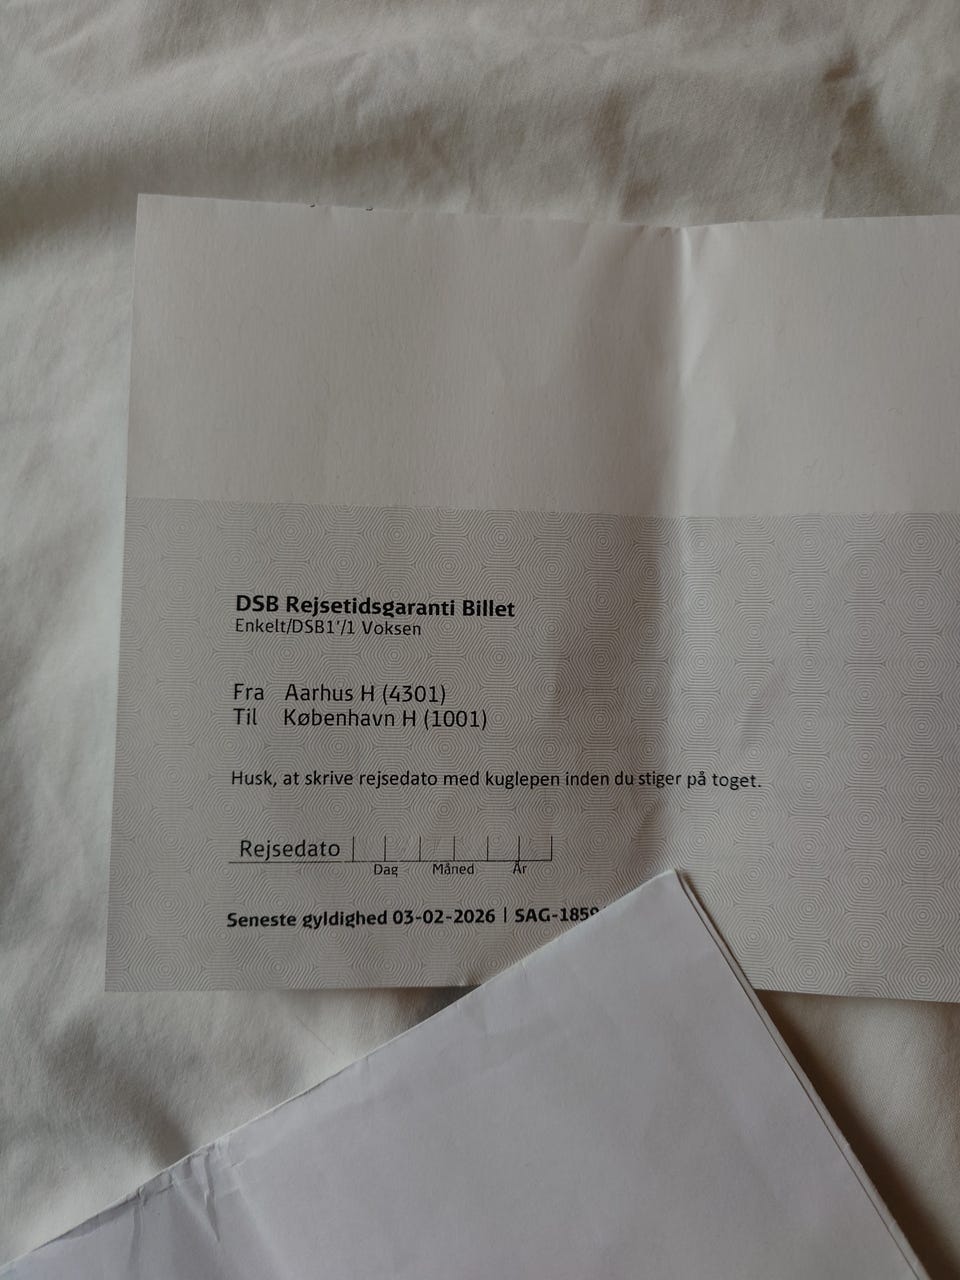 DSB Rejsetidsgaranti Billet
Enkelt/DSB1'/1 Voksen
Fra Aarhus H (4301)
Til København H (1001)
Husk, at skrive rejsedato med kuglepen inden du stiger på toget.
Rejsedato
Dag Måned År
Seneste gyldighed 03-02-2026 | SAG-1859